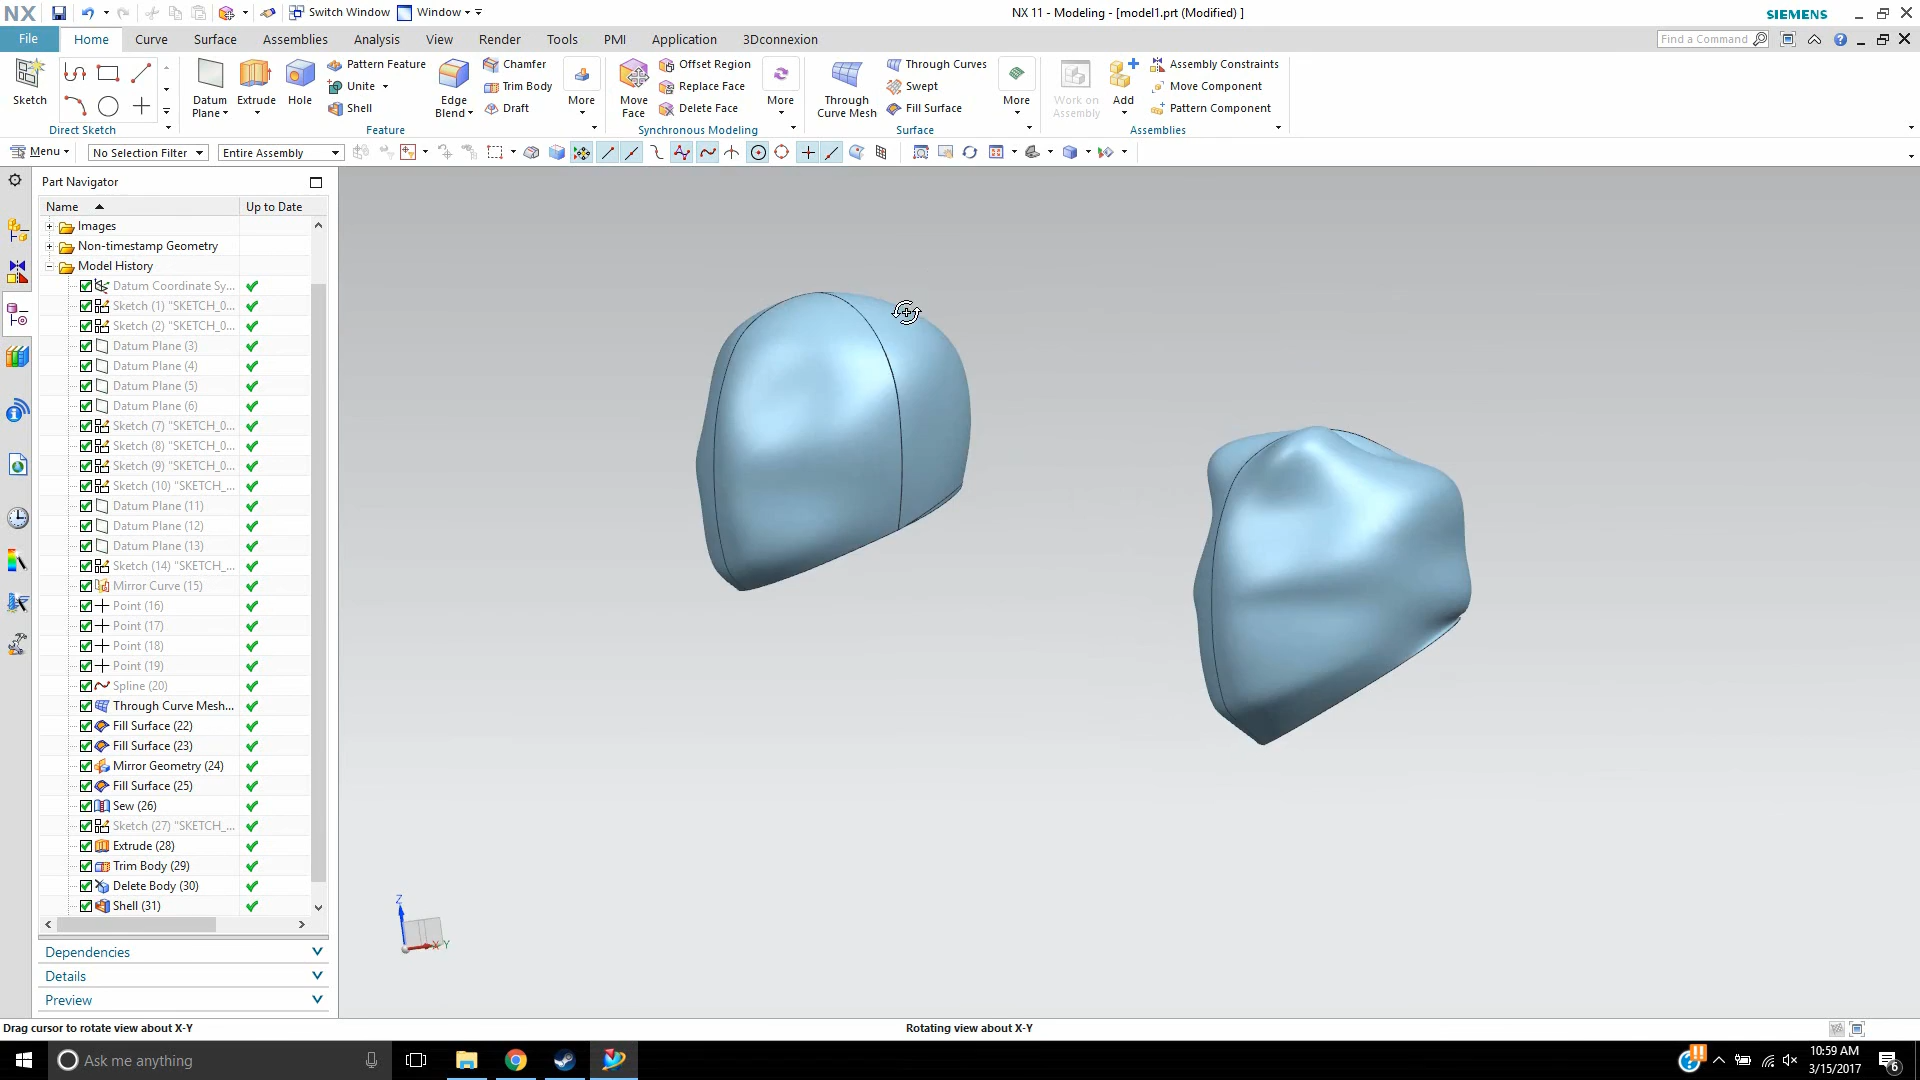 NX Switch Window Window NX 11 - Modeling - [model1.prt (Modified) ] SIEMENS
File Home Curve Surface Assemblies Analysis View Render Tools PMI Application 3Dconnexion Find a Command
Sketch
Direct Sketch
Datum Plane
Extrude
Hole
Pattern Feature
Unite
Shell
Edge Blend
Chamfer
Trim Body
Draft
More
Feature
Move Face
Offset Region
Replace Face
Delete Face
More
Synchronous Modeling
Through Curve Mesh
Through Curves
Swept
Fill Surface
More
Surface
Work on Assembly
Add
Assembly Constraints
Move Component
Pattern Component
Assemblies
Menu No Selection Filter Entire Assembly
Part Navigator
Name Up to Date
Images
Non-timestamp Geometry
Model History
Datum Coordinate Sy...
Sketch (1) "SKETCH_0...
Sketch (2) "SKETCH_0...
Datum Plane (3)
Datum Plane (4)
Datum Plane (5)
Datum Plane (6)
Sketch (7) "SKETCH_0...
Sketch (8) "SKETCH_0...
Sketch (9) "SKETCH_0...
Sketch (10) "SKETCH_...
Datum Plane (11)
Datum Plane (12)
Datum Plane (13)
Sketch (14) "SKETCH_...
Mirror Curve (15)
Point (16)
Point (17)
Point (18)
Point (19)
Spline (20)
Through Curve Mesh...
Fill Surface (22)
Fill Surface (23)
Mirror Geometry (24)
Fill Surface (25)
Sew (26)
Sketch (27) "SKETCH_...
Extrude (28)
Trim Body (29)
Delete Body (30)
Shell (31)
Z
X Y
Dependencies
Details
Preview
Drag cursor to rotate view about X-Y Rotating view about X-Y
Ask me anything
10:59 AM
3/15/2017
6